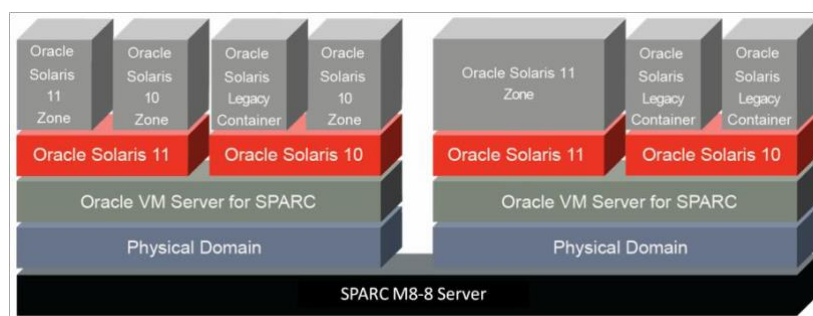 Oracle
Solaris
11
Zone
Oracle
Solaris
10
Zone
Oracle
Solaris
Legacy
Container
Oracle
Solaris
10
Zone
Oracle Solaris 11
Zone
Oracle
Solaris
Legacy
Container
Oracle
Solaris
Legacy
Container
Oracle Solaris 11
Oracle Solaris 10
Oracle Solaris 11
Oracle Solaris 10
Oracle VM Server for SPARC
Oracle VM Server for SPARC
Physical Domain
Physical Domain
SPARC M8-8 Server